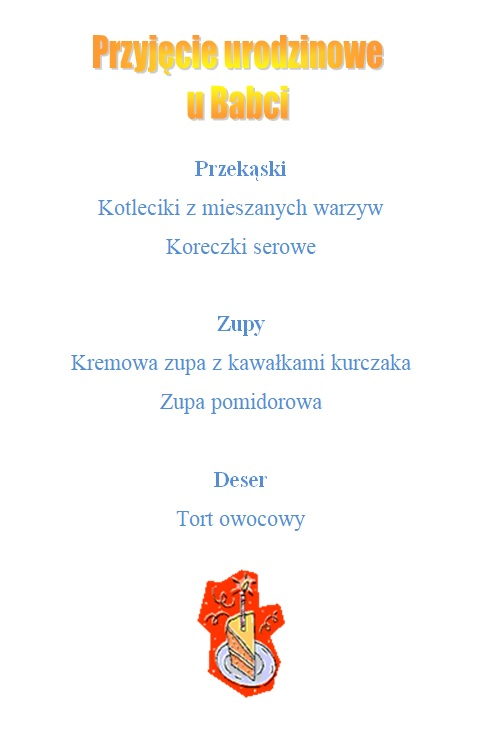 Przyjęcie urodzinowe
u Babci
Przekąski
Kotleciki z mieszanych warzyw
Koreczki serowe
Zupy
Kremowa zupa z kawałkami kurczaka
Zupa pomidorowa
Deser
Tort owocowy